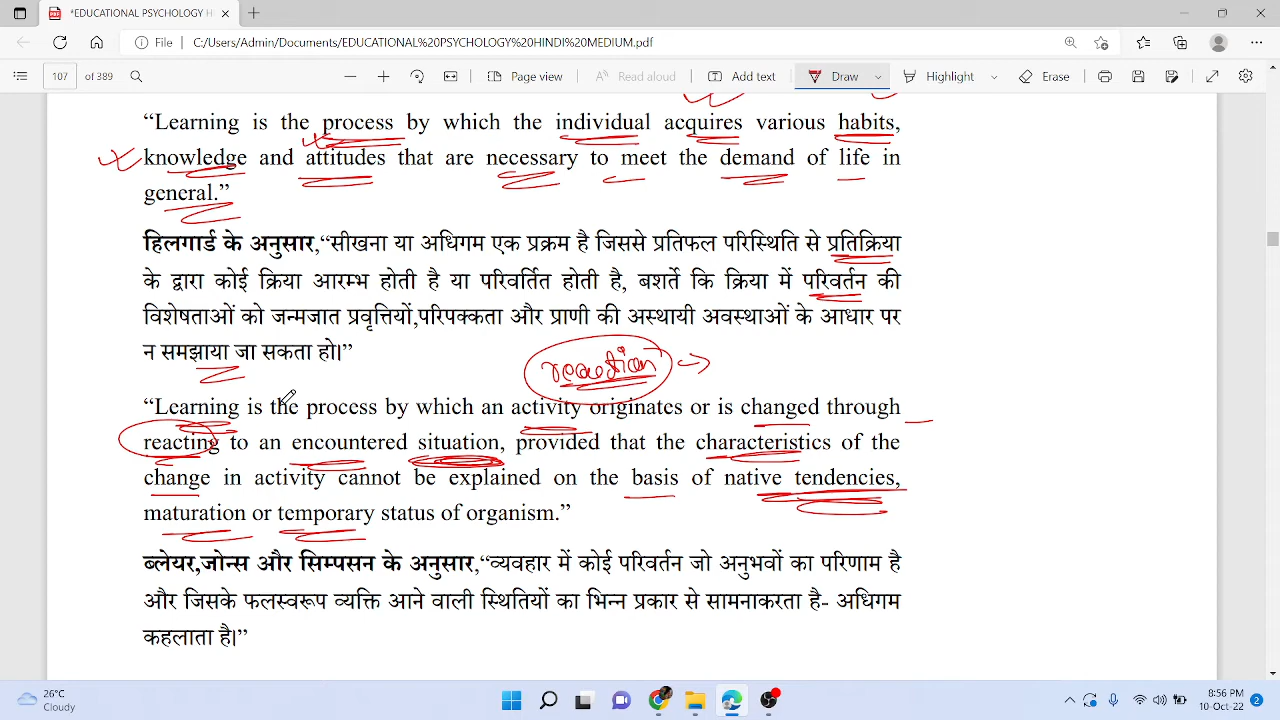 *EDUCATIONAL PSYCHOLOGY H
C:/Users/Admin/Documents/EDUCATIONAL%20PSYCHOLOGY%20HINDI%20MEDIUM.pdf
File
107 of 389
Page view
Read aloud
Add text
Draw
Highlight
Erase
“Learning is the process by which the individual acquires various habits,
knowledge and attitudes that are necessary to meet the demand of life in
general.”
हिलगार्ड के अनुसार,“सीखना या अधिगम एक प्रक्रम है जिससे प्रतिफल परिस्थिति से प्रतिक्रिया
के द्वारा कोई क्रिया आरम्भ होती है या परिवर्तित होती है, बशर्ते कि क्रिया में परिवर्तन की
विशेषताओं को जन्मजात प्रवृत्तियों,परिपक्कता और प्राणी की अस्थायी अवस्थाओं के आधार पर
न समझाया जा सकता हो।”
reaction
“Learning is the process by which an activity originates or is changed through
reacting to an encountered situation, provided that the characteristics of the
change in activity cannot be explained on the basis of native tendencies,
maturation or temporary status of organism.”
ब्लेयर,जोन्स और सिम्पसन के अनुसार,“व्यवहार में कोई परिवर्तन जो अनुभवों का परिणाम है
और जिसके फलस्वरूप व्यक्ति आने वाली स्थितियों का भिन्न प्रकार से सामनाकरता है- अधिगम
कहलाता है।”
26°C
Cloudy
8:56 PM
10-Oct-22
2